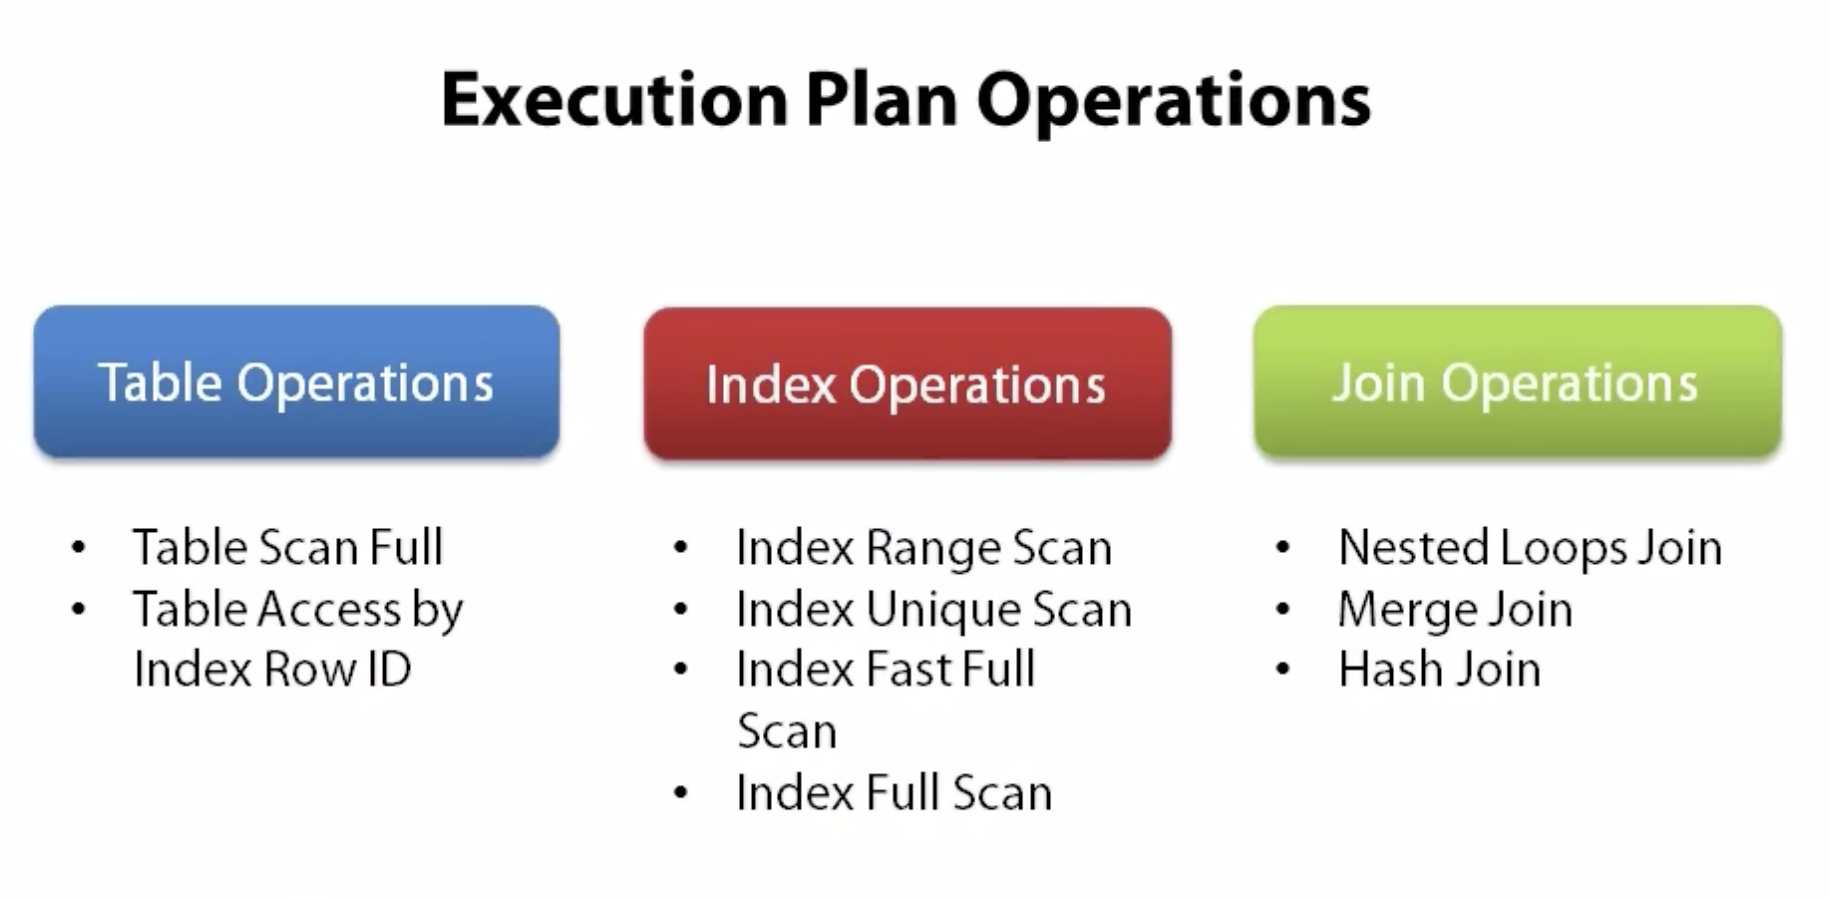 Execution Plan Operations
Table Operations
• Table Scan Full
• Table Access by
Index Row ID
Index Operations
• Index Range Scan
• Index Unique Scan
• Index Fast Full
Scan
• Index Full Scan
Join Operations
• Nested Loops Join
• Merge Join
• Hash Join